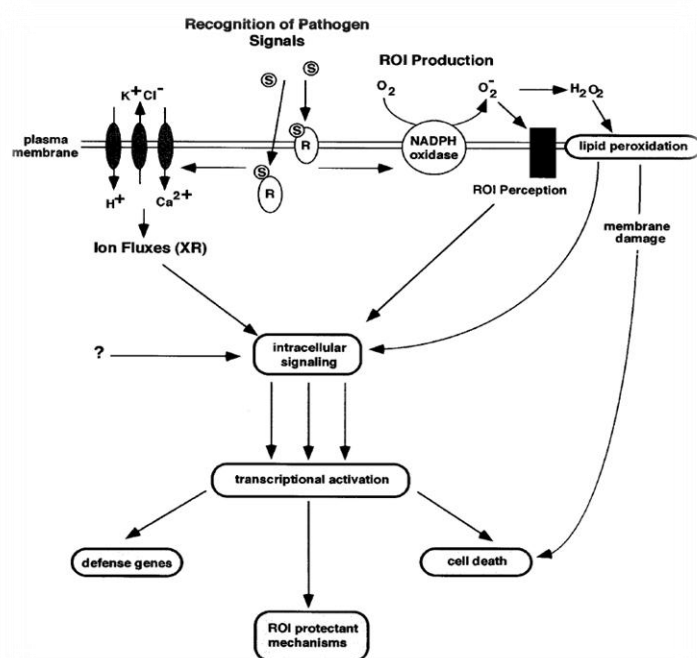 Recognition of Pathogen
Signals
ROI Production
S
S
K+ Cl-
O2
O2-
H2O2
plasma
membrane
S
R
NADPH
oxidase
lipid peroxidation
S
R
H+
Ca2+
ROI Perception
membrane
damage
Ion Fluxes (XR)
?
intracellular
signaling
transcriptional activation
defense genes
cell death
ROI protectant
mechanisms